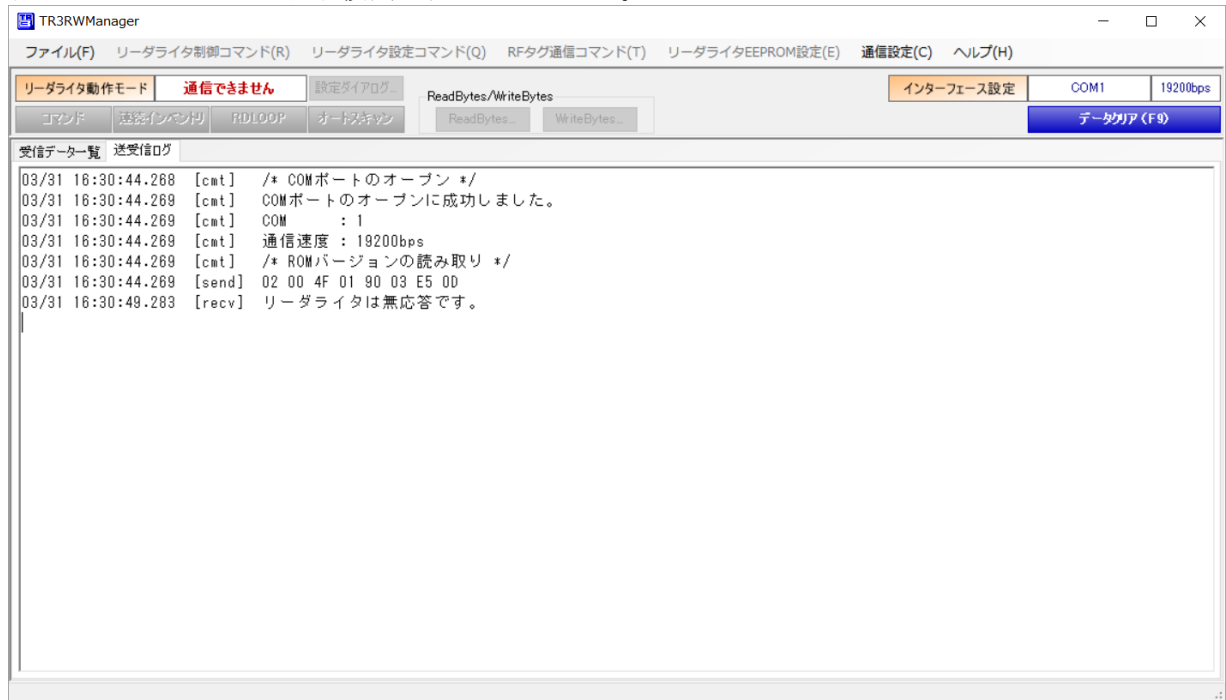 TR3RWManager
ファイル(F) リーダライタ制御コマンド(R) リーダライタ設定コマンド(Q) RFタグ通信コマンド(T) リーダライタEEPROM設定(E) 通信設定(C) ヘルプ(H)
リーダライタ動作モード 通信できません 設定ダイアログ... ReadBytes/WriteBytes インターフェース設定 COM1 19200bps
コマンド 連続インベントリ RDLOOP オートスキャン ReadBytes... WriteBytes... データクリア (F9)
受信データ一覧 送受信ログ
03/31 16:30:44.268 [cmt] /* COMポートのオープン */
03/31 16:30:44.269 [cmt] COMポートのオープンに成功しました。
03/31 16:30:44.269 [cmt] COM : 1
03/31 16:30:44.269 [cmt] 通信速度 : 19200bps
03/31 16:30:44.269 [cmt] /* ROMバージョンの読み取り */
03/31 16:30:44.269 [send] 02 00 4F 01 90 03 E5 0D
03/31 16:30:49.283 [recv] リーダライタは無応答です。